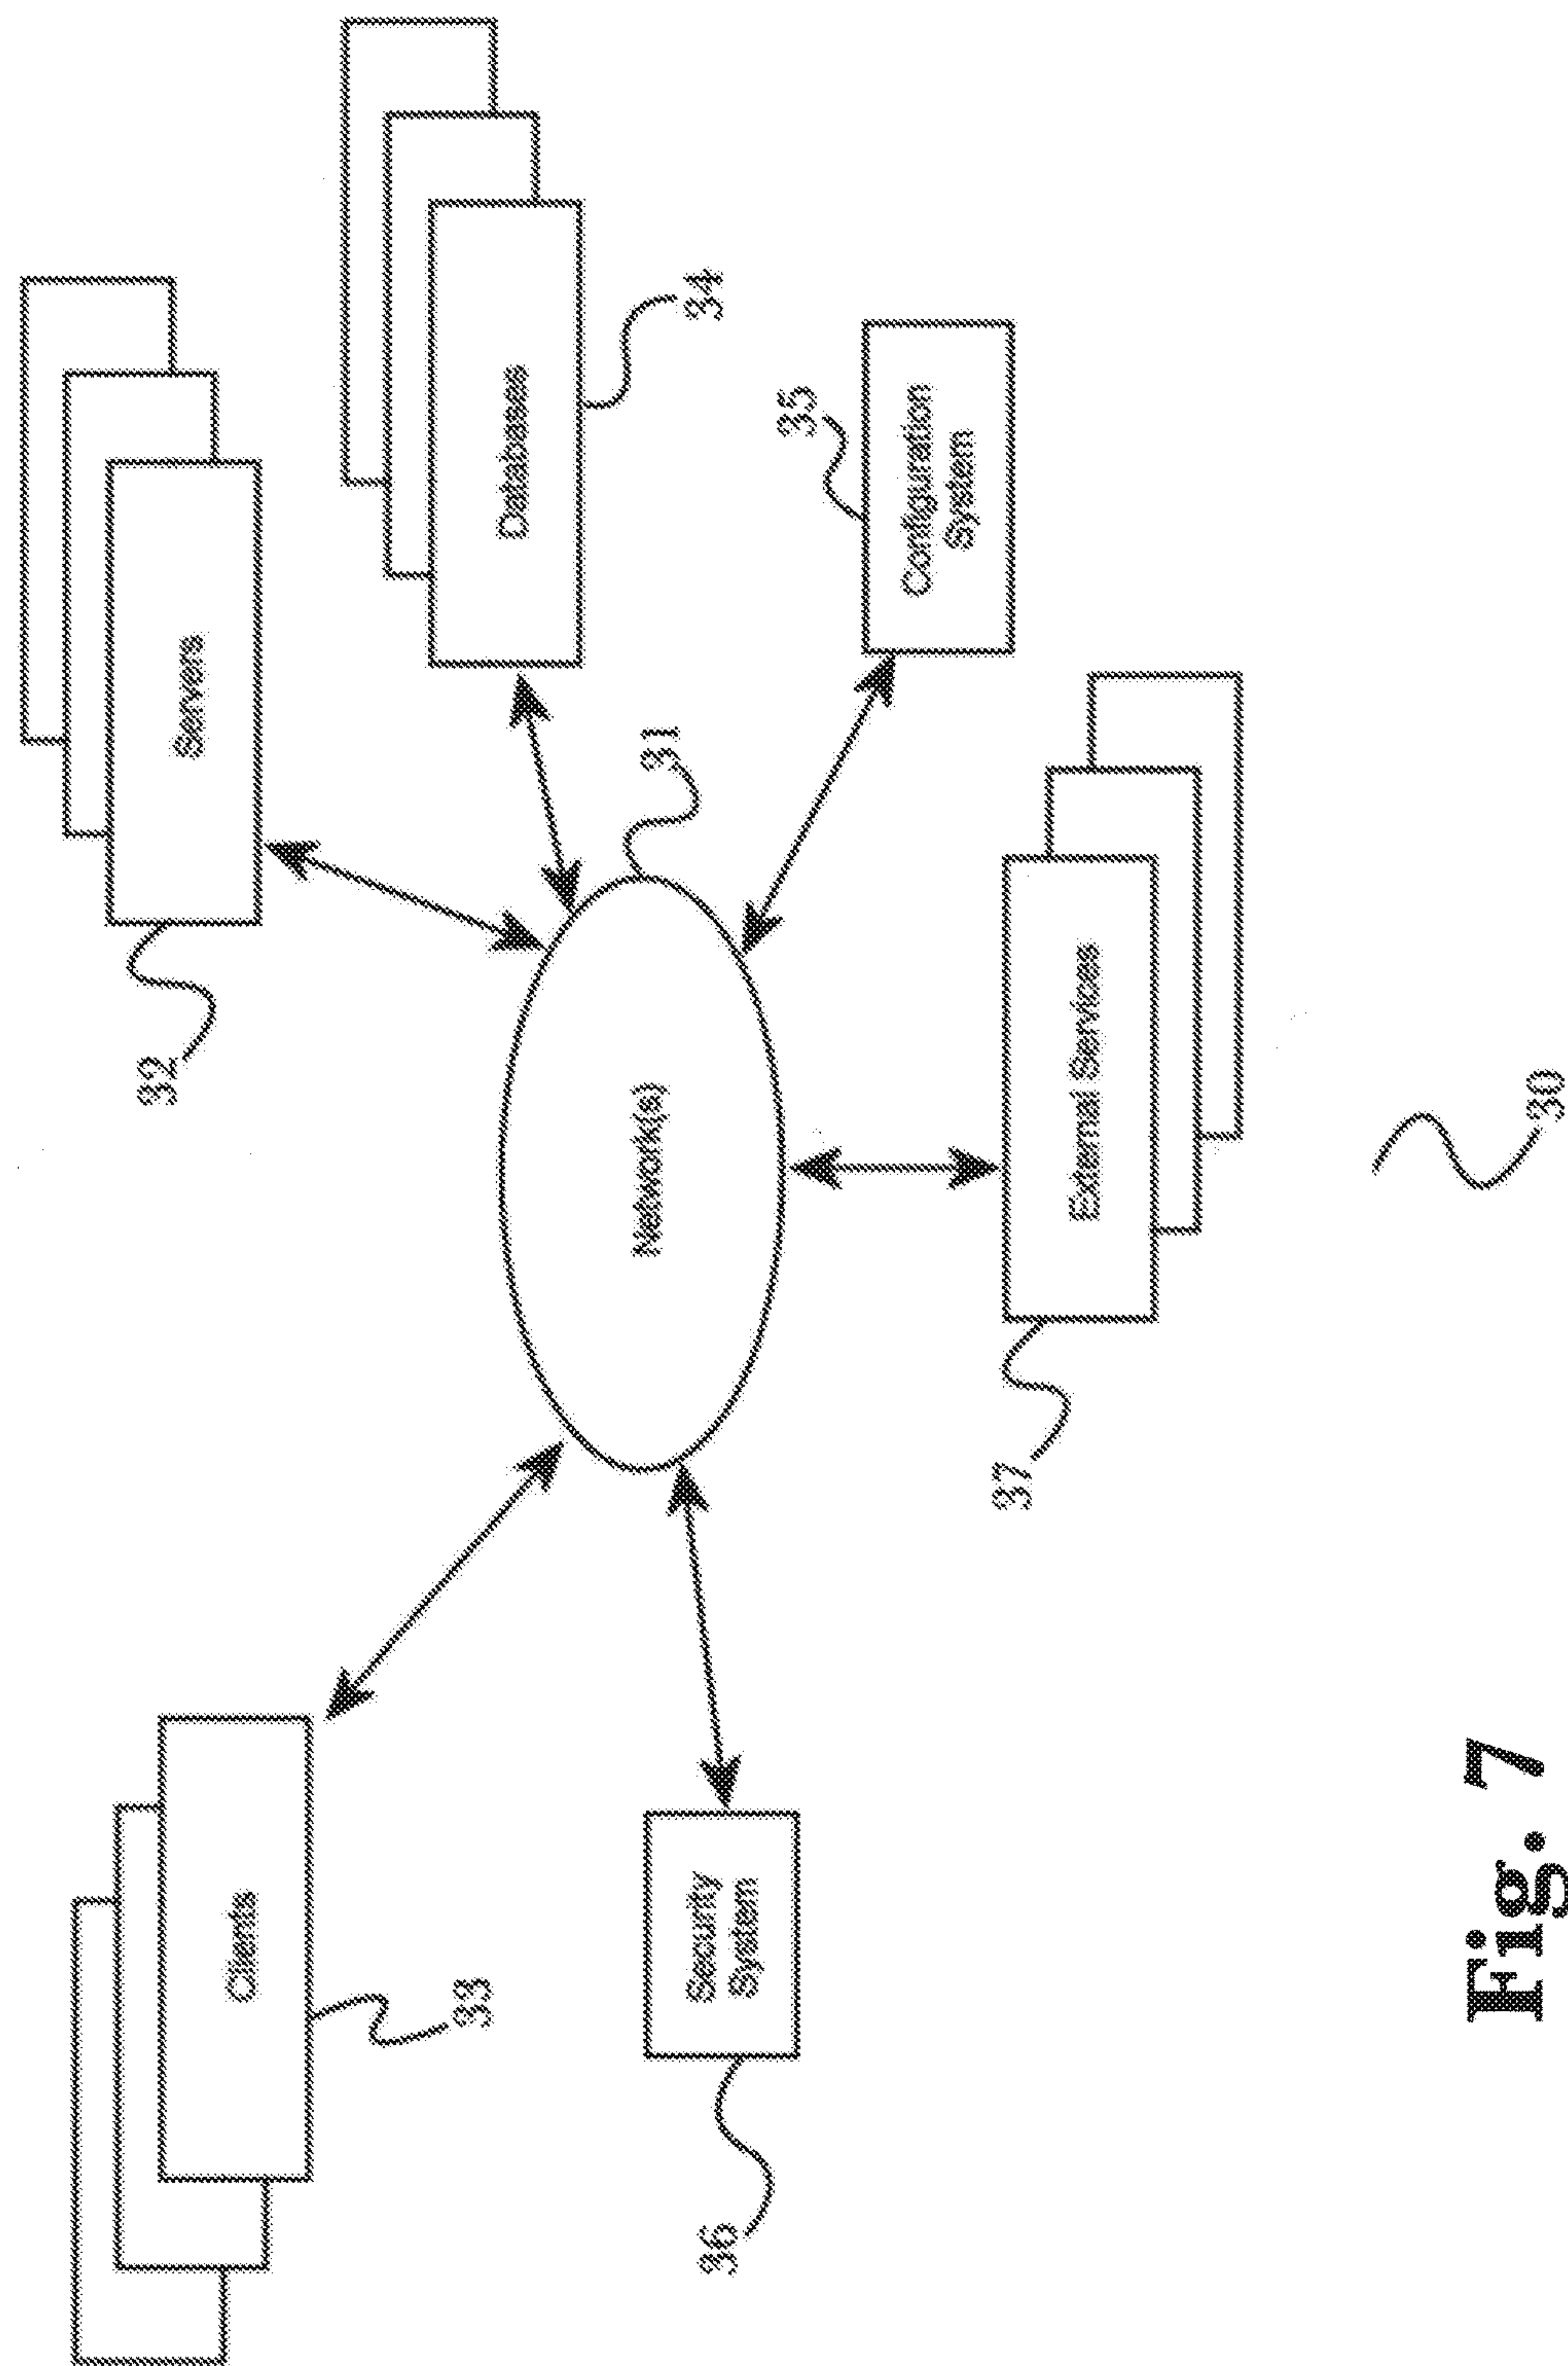 Clients
33
Servers
32
Databases
34
Security
System
36
Network(s)
31
Configuration
System
35
External Services
37
30
Fig. 7